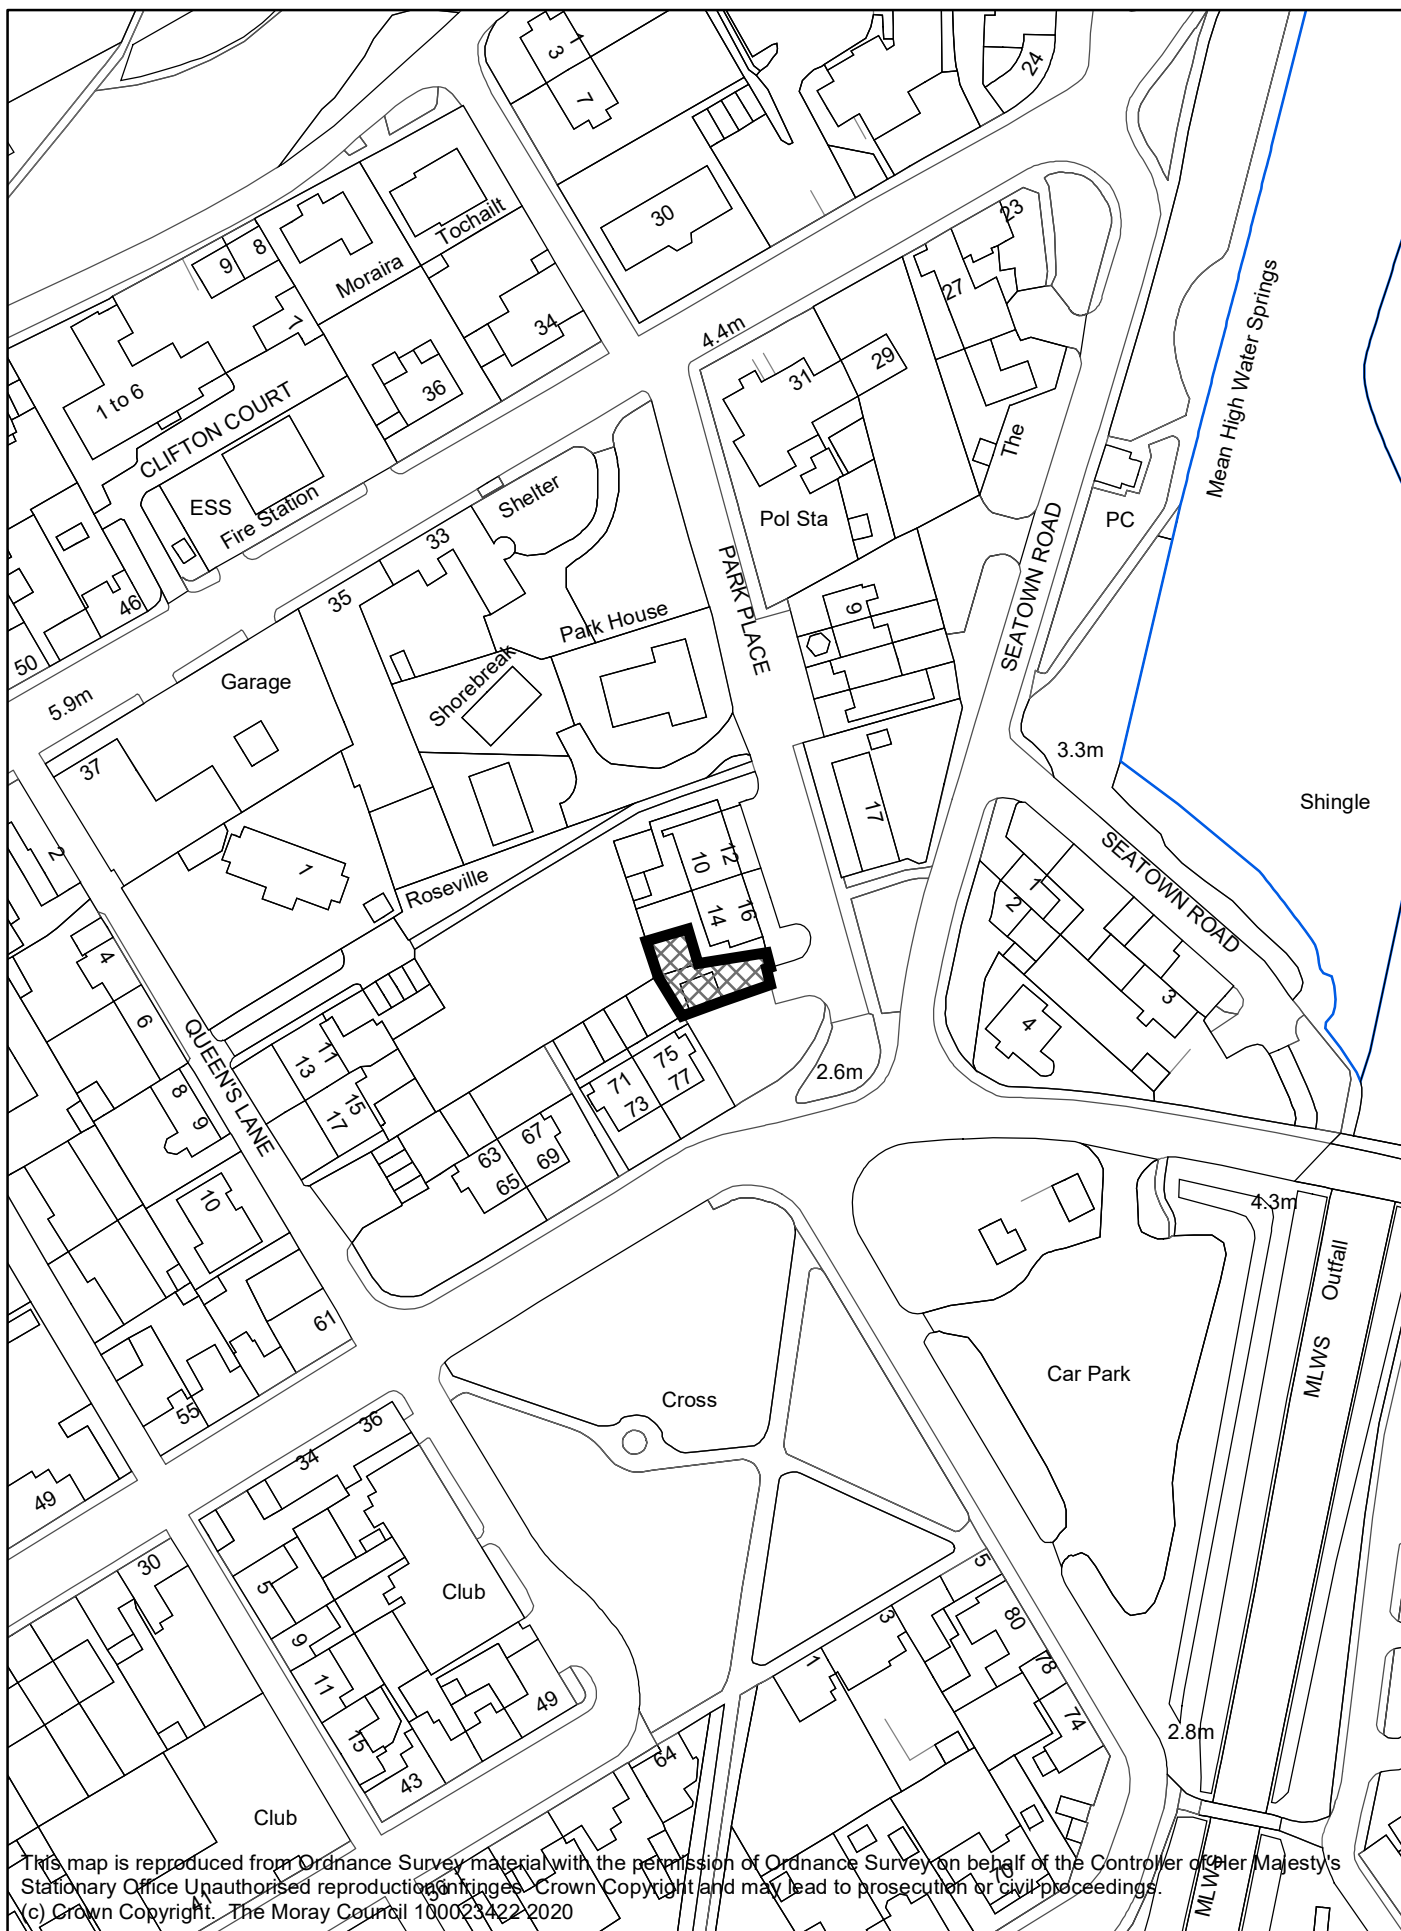 1
3
7
24
30
Tochailt
Moraira
23
8
9
7
27
34
4.4m
Mean High Water Springs
31
29
36
1 to 6
CLIFTON COURT
The
Shelter
ESS
Fire Station
Pol Sta
PC
33
SEATOWN ROAD
PARK PLACE
46
35
9
Park House
50
Shorebreak
Garage
5.9m
3.3m
37
Shingle
17
2
12
10
1
Roseville
SEATOWN ROAD
1
2
16
14
4
3
6
4
QUEEN'S LANE
11
13
75
77
71
73
2.6m
8
9
15
17
67
69
63
65
10
4.3m
Outfall
61
MLWS
Car Park
Cross
55
36
34
49
30
5
5
Club
80
3
9
1
78
11
49
74
15
2.8m
64
43
Club
This map is reproduced from Ordnance Survey material with the permission of Ordnance Survey on behalf of the Controller of Her Majesty's
Stationary Office Unauthorised reproduction infringes Crown Copyright and may lead to prosecution or civil proceedings.
(c) Crown Copyright. The Moray Council 100023422 2020
41
56
MLWS